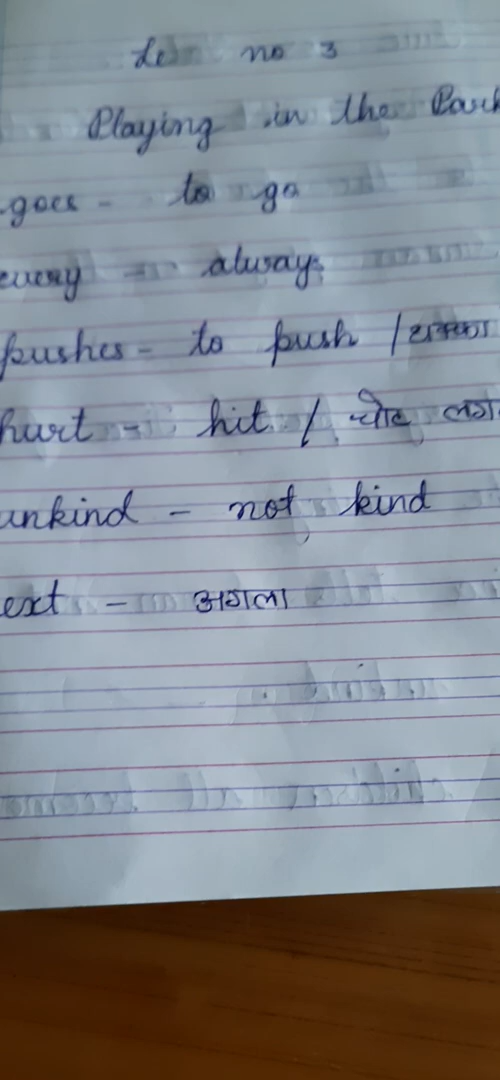 Le no 3
Playing in the Park
goes - to go
every - always
pushes - to push / धक्का
hurt - hit / चोट लग
unkind - not kind
ext - अगला